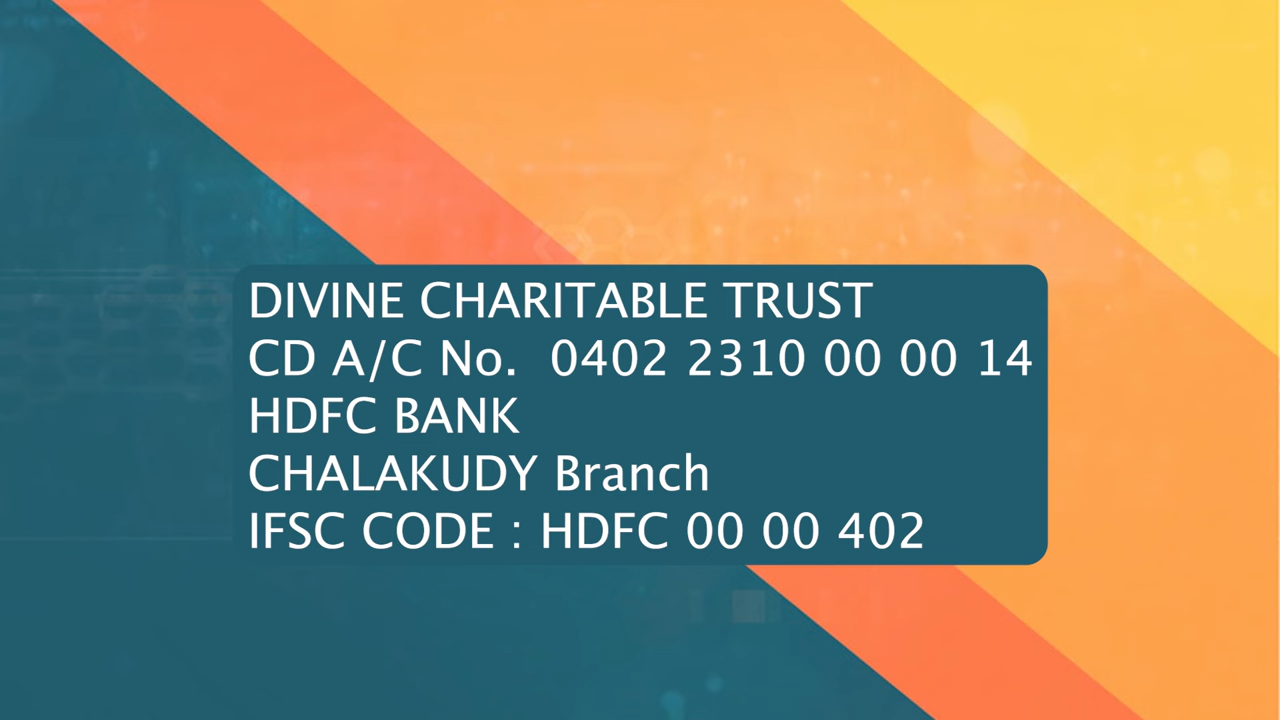 DIVINE CHARITABLE TRUST
CD A/C No. 0402 2310 00 00 14
HDFC BANK
CHALAKUDY Branch
IFSC CODE : HDFC 00 00 402